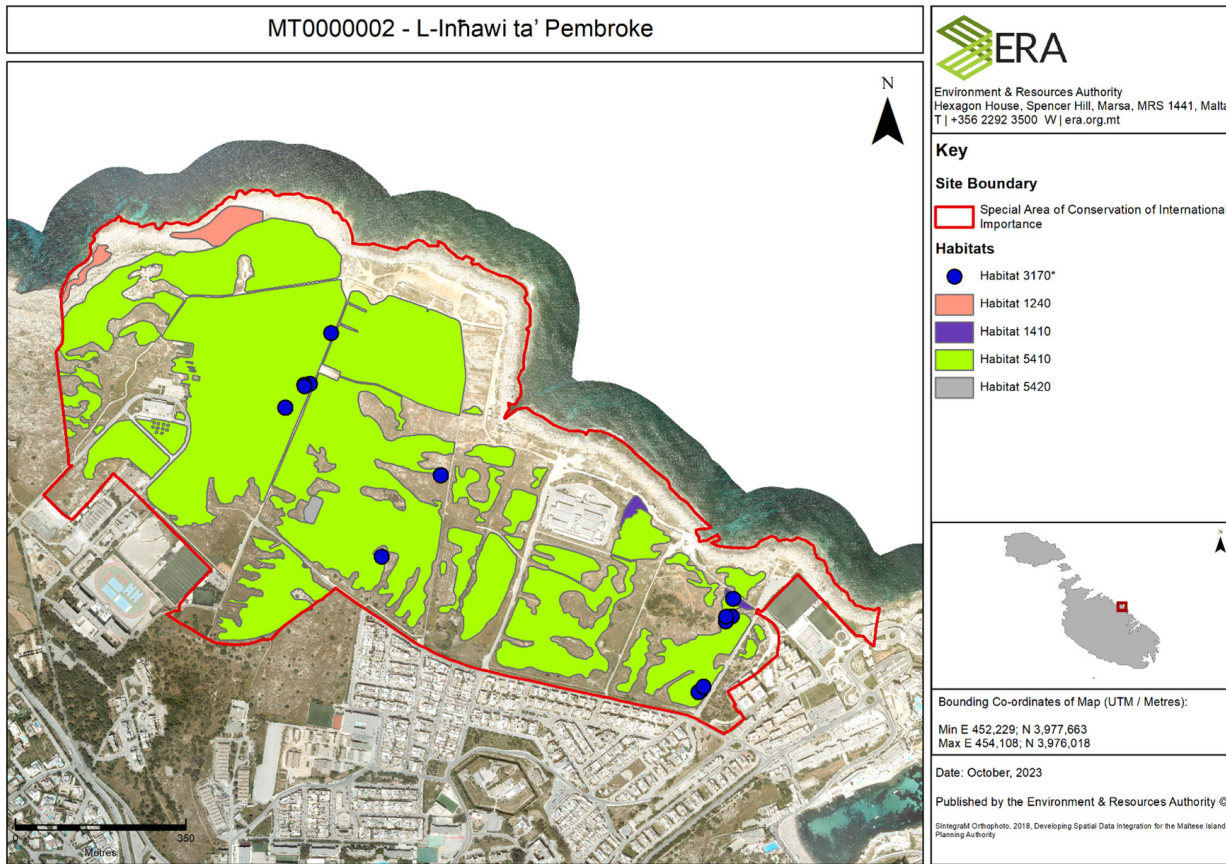 MT0000002 - L-Inħawi ta' Pembroke
N
0
350
Metres
ERA
Environment & Resources Authority
Hexagon House, Spencer Hill, Marsa, MRS 1441, Malta
T | +356 2292 3500 W | era.org.mt
Key
Site Boundary
Special Area of Conservation of International
Importance
Habitats
Habitat 3170*
Habitat 1240
Habitat 1410
Habitat 5410
Habitat 5420
N
Bounding Co-ordinates of Map (UTM / Metres):
Min E 452,229; N 3,977,663
Max E 454,108; N 3,976,018
Date: October, 2023
Published by the Environment & Resources Authority ©
SIntegraM Orthophoto, 2018, Developing Spatial Data Integration for the Maltese Island
Planning Authority